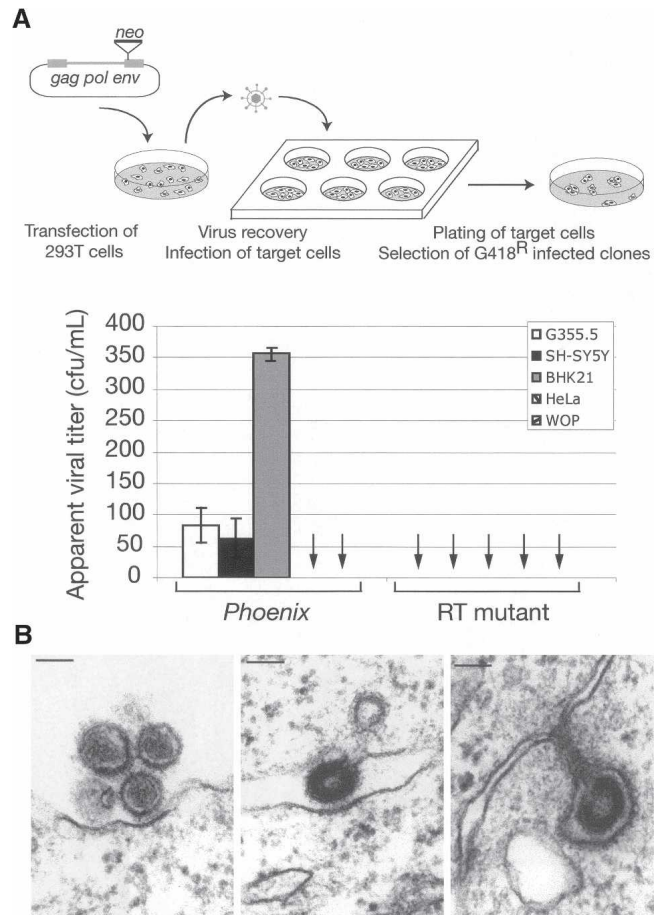 A
neo
gag pol env
Transfection of
293T cells
Virus recovery
Infection of target cells
Plating of target cells
Selection of G418R infected clones
Apparent viral titer (cfu/mL)
400
350
300
250
200
150
100
50
0
G355.5
SH-SY5Y
BHK21
HeLa
WOP
Phoenix
RT mutant
B